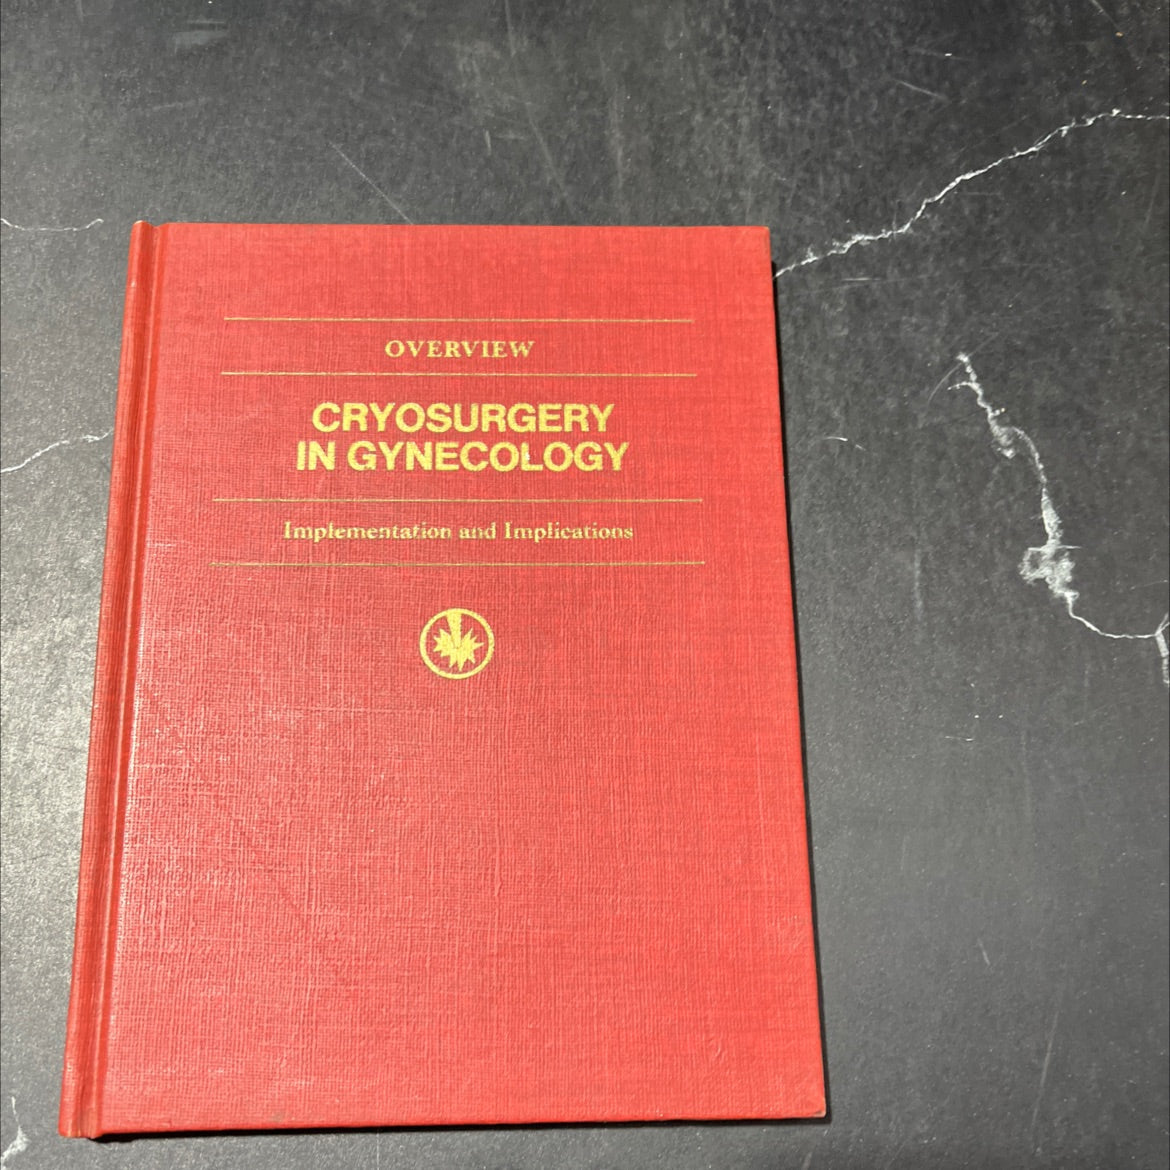 OVERVIEW
CRYOSURGERY
IN GYNECOLOGY
Implementation and Implications